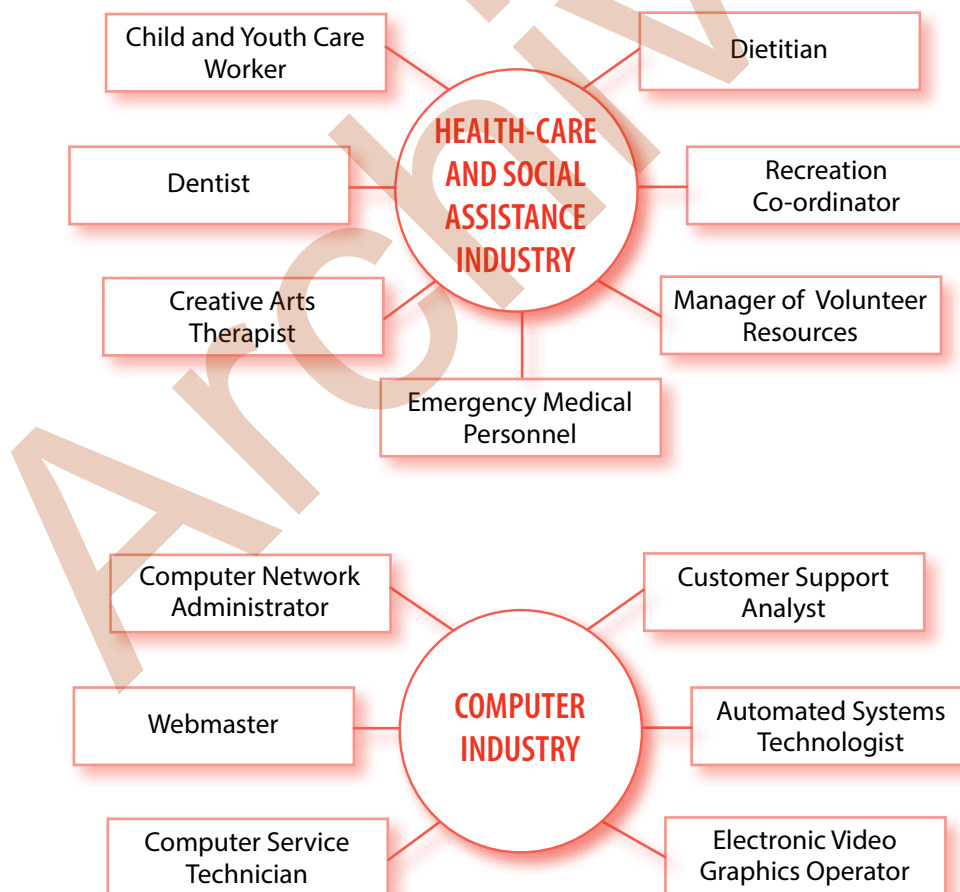 Child and Youth Care
Worker
Dietitian
HEALTH-CARE
AND SOCIAL
ASSISTANCE
INDUSTRY
Dentist
Recreation
Co-ordinator
Creative Arts
Therapist
Manager of Volunteer
Resources
Emergency Medical
Personnel
Computer Network
Administrator
Customer Support
Analyst
COMPUTER
INDUSTRY
Webmaster
Automated Systems
Technologist
Computer Service
Technician
Electronic Video
Graphics Operator
Archiv